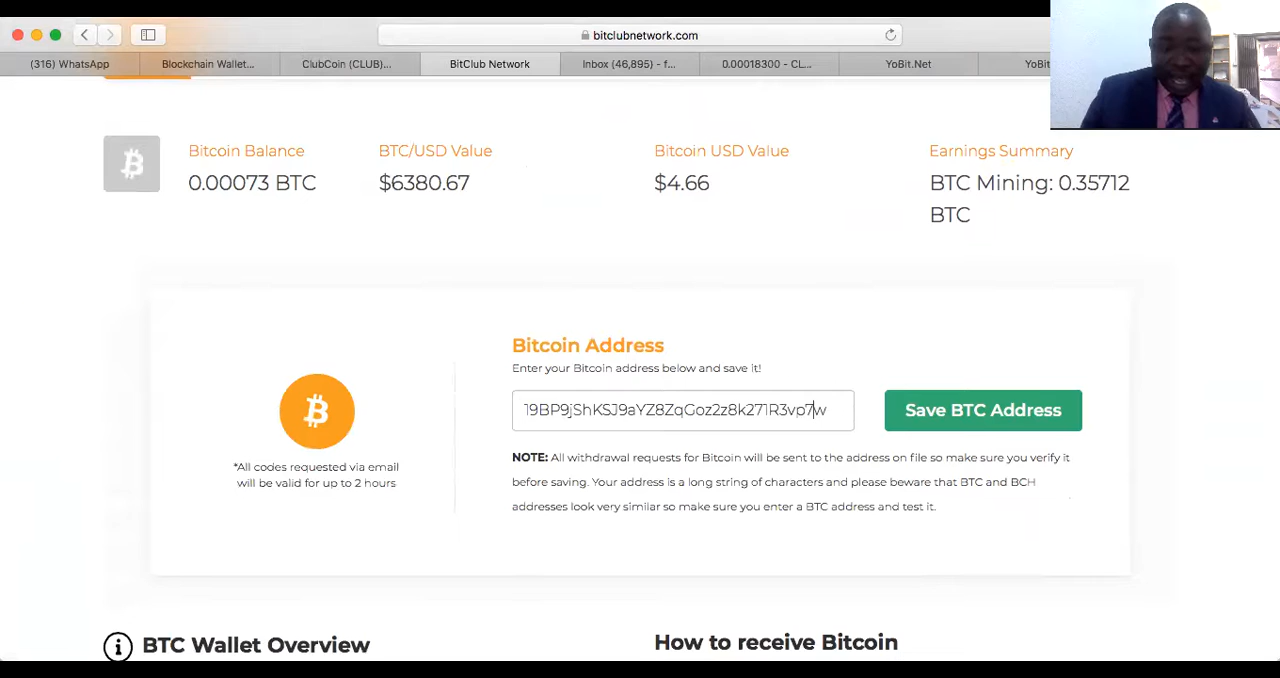 bitclubnetwork.com
(316) WhatsApp
Blockchain Wallet...
ClubCoin (CLUB)...
BitClub Network
Inbox (46,895) - f...
0.00018300 - CL...
YoBit.Net
YoBit
Bitcoin Balance
0.00073 BTC
BTC/USD Value
$6380.67
Bitcoin USD Value
$4.66
Earnings Summary
BTC Mining: 0.35712
BTC
*All codes requested via email
will be valid for up to 2 hours
Bitcoin Address
Enter your Bitcoin address below and save it!
19BP9jShKSJ9aYZ8ZqGoz2z8k271R3vp7w
Save BTC Address
NOTE: All withdrawal requests for Bitcoin will be sent to the address on file so make sure you verify it
before saving. Your address is a long string of characters and please beware that BTC and BCH
addresses look very similar so make sure you enter a BTC address and test it.
BTC Wallet Overview
How to receive Bitcoin